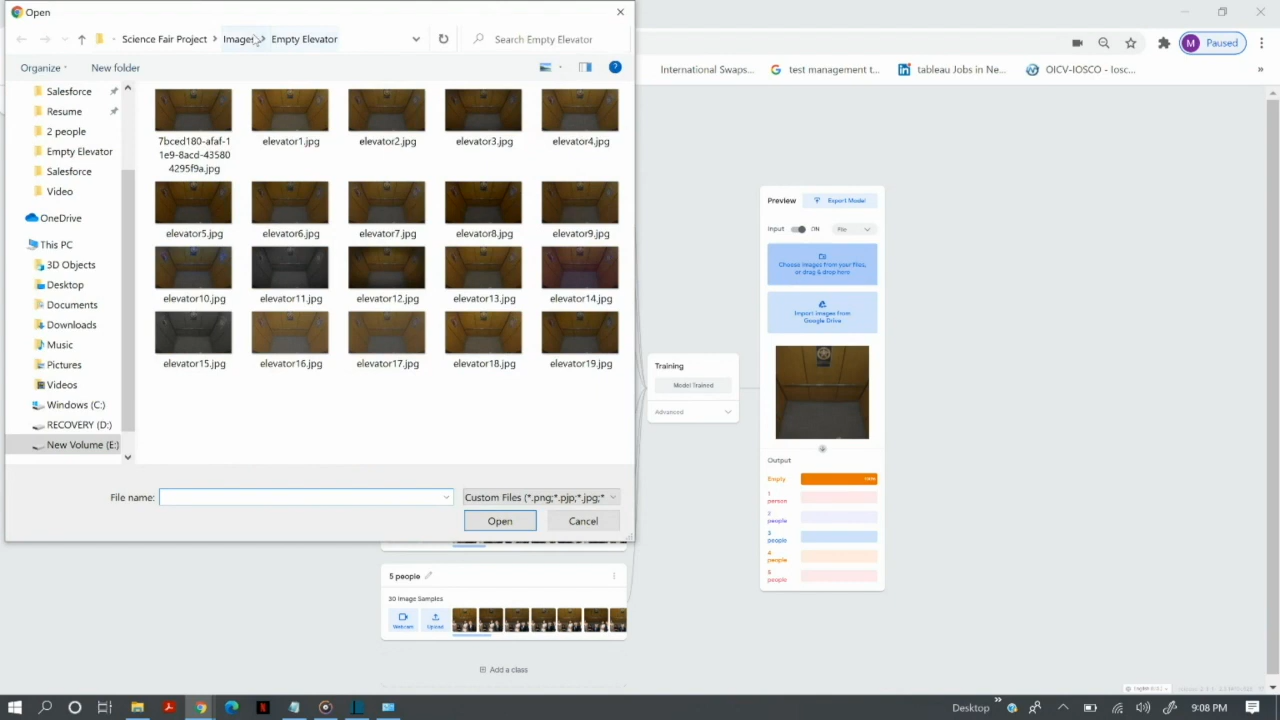 Open
Science Fair Project > Images > Empty Elevator
Search Empty Elevator
Paused
M
Organize
New folder
International Swaps...
test management t...
tableau Jobs in Ne...
OICV-IOSCO - Iosc...
»
Salesforce
Resume
2 people
Empty Elevator
Salesforce
Video
OneDrive
This PC
3D Objects
Desktop
Documents
Downloads
Music
Pictures
Videos
Windows (C:)
RECOVERY (D:)
New Volume (E:)
7bced180-afaf-1
1e9-8acd-43580
4295f9a.jpg
elevator1.jpg
elevator2.jpg
elevator3.jpg
elevator4.jpg
elevator5.jpg
elevator6.jpg
elevator7.jpg
elevator8.jpg
elevator9.jpg
elevator10.jpg
elevator11.jpg
elevator12.jpg
elevator13.jpg
elevator14.jpg
elevator15.jpg
elevator16.jpg
elevator17.jpg
elevator18.jpg
elevator19.jpg
File name:
Custom Files (*.png;*.pjp;*.jpg;*
Open
Cancel
Training
Model Trained
Advanced
Preview
Export Model
Input
ON
File
Choose images from your files,
or drag & drop here
Import images from
Google Drive
Output
Empty
100%
1
person
2
people
3
people
4
people
5
people
5 people
30 Image Samples
Webcam
Upload
Add a class
Desktop
»
9:08 PM